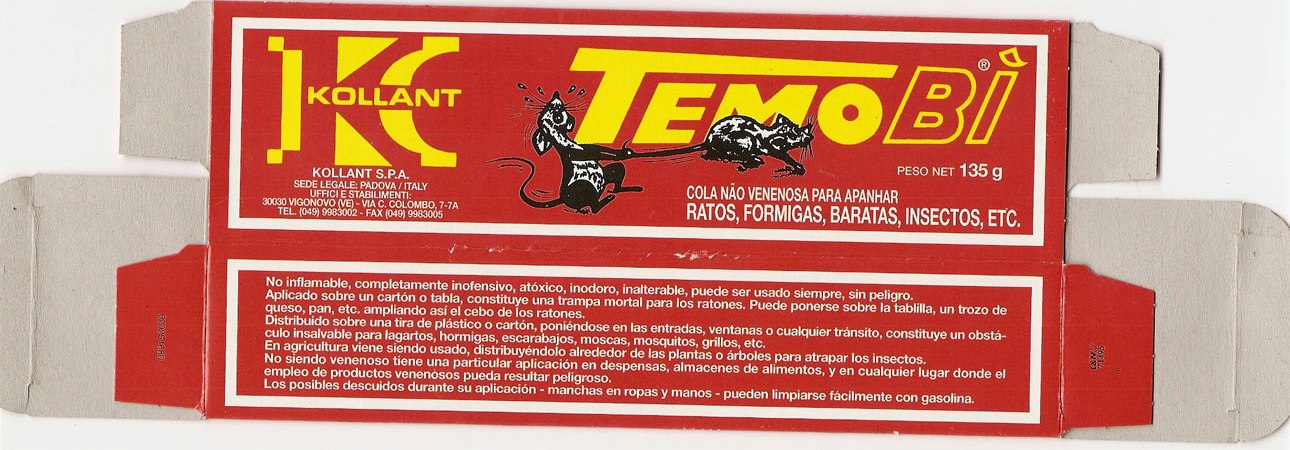 KOLLANT
KOLLANT S.P.A.
SEDE LEGALE: PADOVA / ITALY
UFFICI E STABILIMENTI:
30030 VIGONOVO (VE) - VIA C. COLOMBO, 7-7A
TEL. (049) 9983002 - FAX (049) 9983005
TEMOBÌ®
PESO NET 135 g
COLA NÃO VENENOSA PARA APANHAR
RATOS, FORMIGAS, BARATAS, INSECTOS, ETC.
No inflamable, completamente inofensivo, atóxico, inodoro, inalterable, puede ser usado siempre, sin peligro.
Aplicado sobre un cartón o tabla, constituye una trampa mortal para los ratones. Puede ponerse sobre la tablilla, un trozo de
queso, pan, etc. ampliando así el cebo de los ratones.
Distribuido sobre una tira de plástico o cartón, poniéndose en las entradas, ventanas o cualquier tránsito, constituye un obstá-
culo insalvable para lagartos, hormigas, escarabajos, moscas, mosquitos, grillos, etc.
En agricultura viene siendo usado, distribuyéndolo alrededor de las plantas o árboles para atrapar los insectos.
No siendo venenoso tiene una particular aplicación en despensas, almacenes de alimentos, y en cualquier lugar donde el
empleo de productos venenósos pueda resultar peligroso.
Los posibles descuidos durante su aplicación - manchas en ropas y manos - pueden limpiarse fácilmente con gasolina.